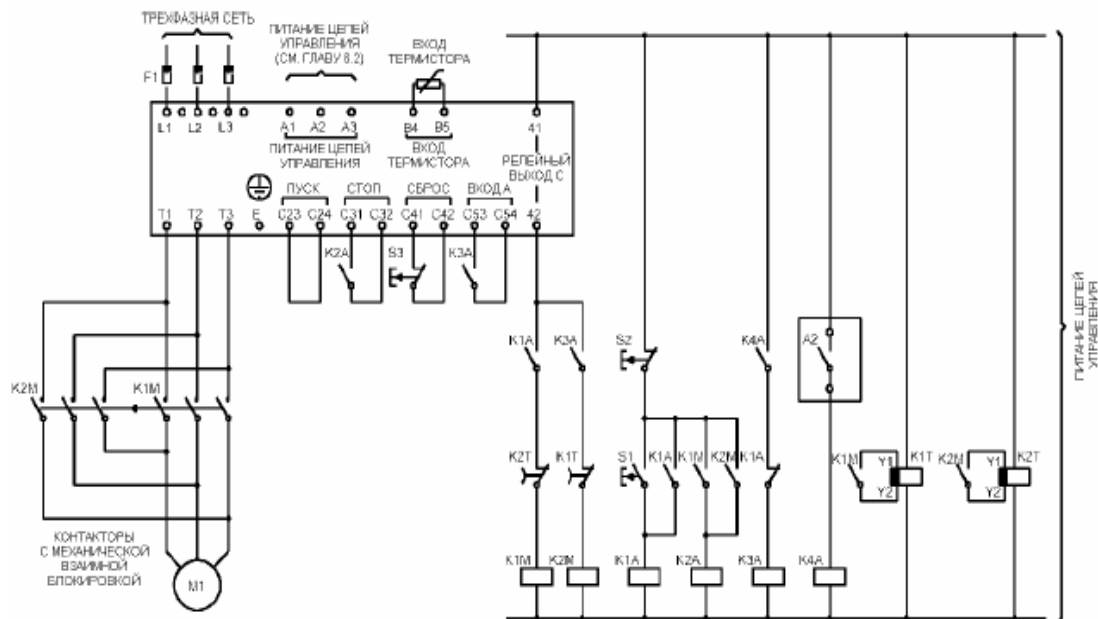 ТРЕХФАЗНАЯ СЕТЬ
ПИТАНИЕ ЦЕПЕЙ
УПРАВЛЕНИЯ
(СМ. ГЛАВУ 8.2)
ВХОД
ТЕРМИСТОРА
F1
L1 L2 L3 A1 A2 A3 B4 B5 41
ПИТАНИЕ ЦЕПЕЙ
УПРАВЛЕНИЯ
ВХОД
ТЕРМИСТОРА
РЕЛЕЙНЫЙ
ВЫХОД С
ПУСК СТОП СБРОС ВХОД А
T1 T2 T3 E C23 C24 C31 C32 C41 C42 C53 C54 42
K2A S3 K3A
K1A K3A S2 K4A A2
ПИТАНИЕ ЦЕПЕЙ
УПРАВЛЕНИЯ
K2M K1M
K2T K1T S1 K1A K1M K2M K1A K1M Y1 K1T K2M Y1 K2T
Y2 Y2
КОНТАКТОРЫ
С МЕХАНИЧЕСКОЙ
ВЗАИМНОЙ
БЛОКИРОВКОЙ
M1
K1M K2M K1A K2A K3A K4A